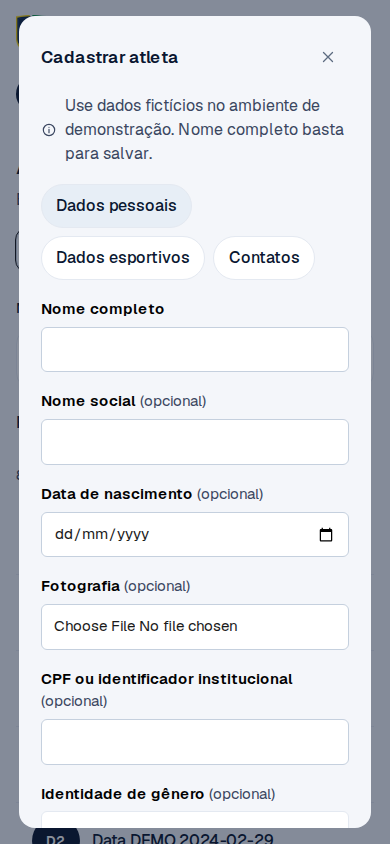 Cadastrar atleta
Use dados fictícios no ambiente de
demonstração. Nome completo basta
para salvar.
Dados pessoais
Dados esportivos
Contatos
Nome completo
Nome social (opcional)
Data de nascimento (opcional)
dd/mm/yyyy
Fotografia (opcional)
Choose File No file chosen
CPF ou identificador institucional
(opcional)
Identidade de gênero (opcional)
D2 Data DEMO 2024-02-29